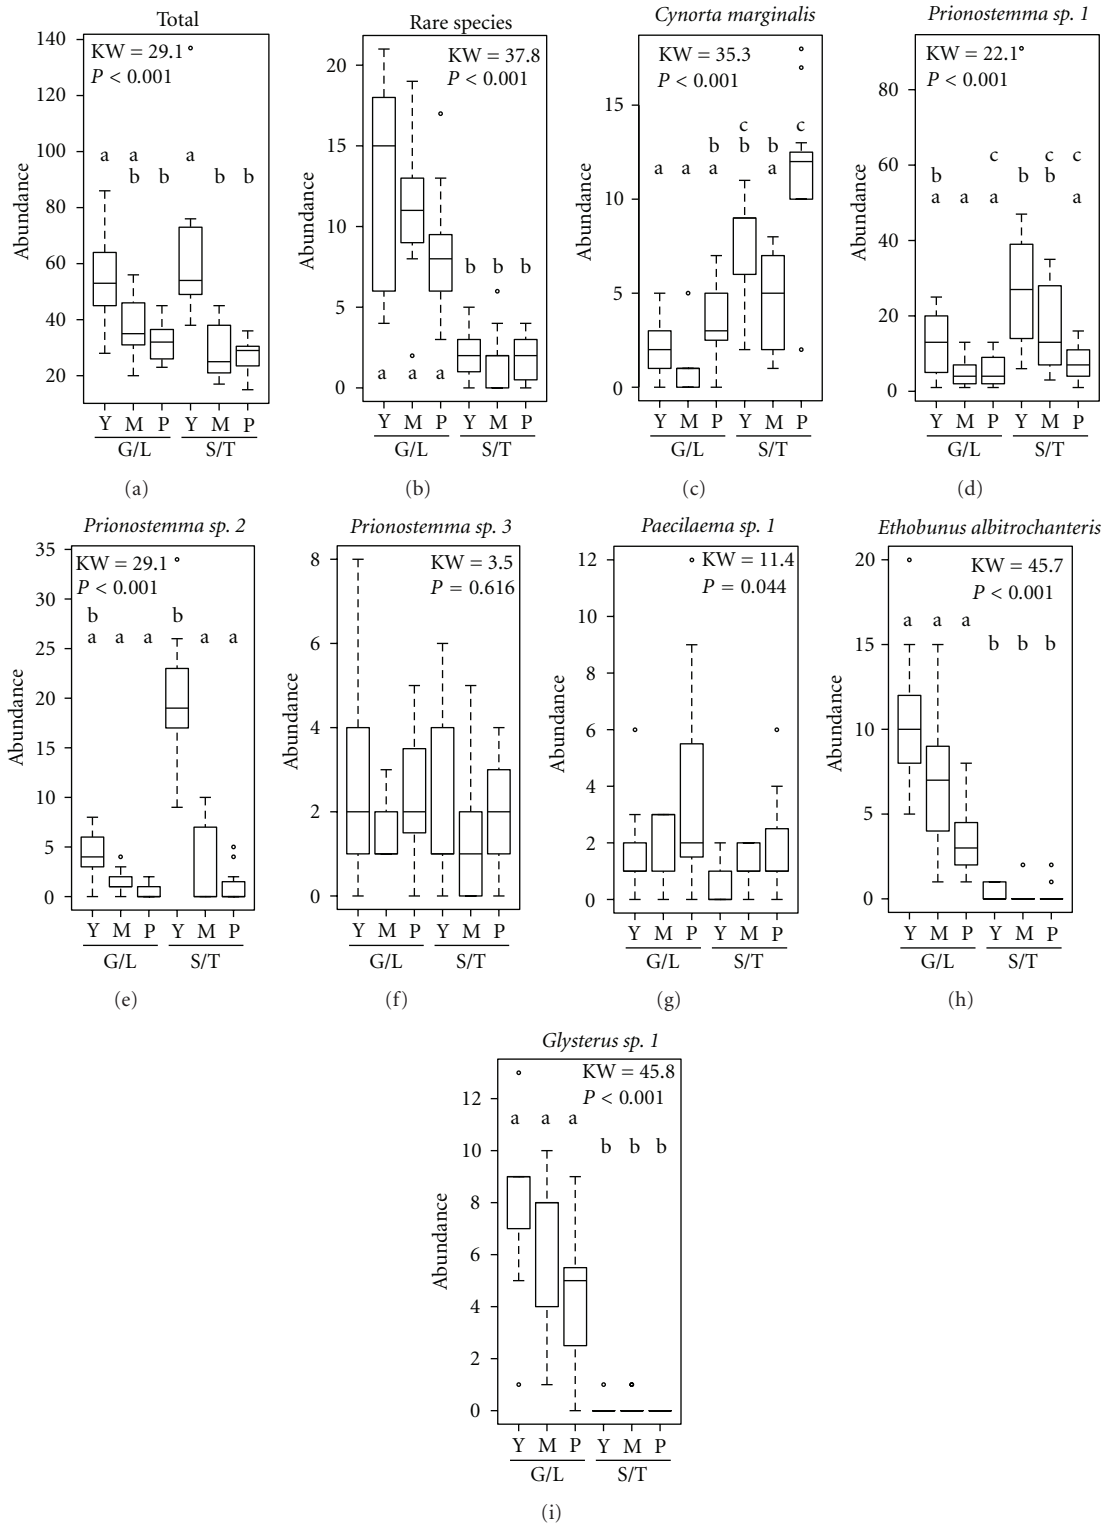 Total
KW = 29.1
P < 0.001
140
120
100
80
60
40
20
Abundance
a a a
b b b b
Y M P Y M P
G/L S/T
(a)
Rare species
KW = 37.8
P < 0.001
20
15
10
5
0
Abundance
b b b
a a a
Y M P Y M P
G/L S/T
(b)
Cynorta marginalis
KW = 35.3
P < 0.001
15
10
5
0
Abundance
c c
b b b b
a a a a
Y M P Y M P
G/L S/T
(c)
Prionostemma sp. 1
KW = 22.1
P < 0.001
80
60
40
20
0
Abundance
c c c
b b b
a a a a
Y M P Y M P
G/L S/T
(d)
Prionostemma sp. 2
KW = 29.1
P < 0.001
35
30
25
20
15
10
5
0
Abundance
b b
a a a a a
Y M P Y M P
G/L S/T
(e)
Prionostemma sp. 3
KW = 3.5
P = 0.616
8
6
4
2
0
Abundance
Y M P Y M P
G/L S/T
(f)
Paecilaema sp. 1
KW = 11.4
P = 0.044
12
10
8
6
4
2
0
Abundance
Y M P Y M P
G/L S/T
(g)
Ethobunus albitrochanteris
KW = 45.7
P < 0.001
20
15
10
5
0
Abundance
a a a
b b b
Y M P Y M P
G/L S/T
(h)
Glysterus sp. 1
KW = 45.8
P < 0.001
12
10
8
6
4
2
0
Abundance
a a a
b b b
Y M P Y M P
G/L S/T
(i)